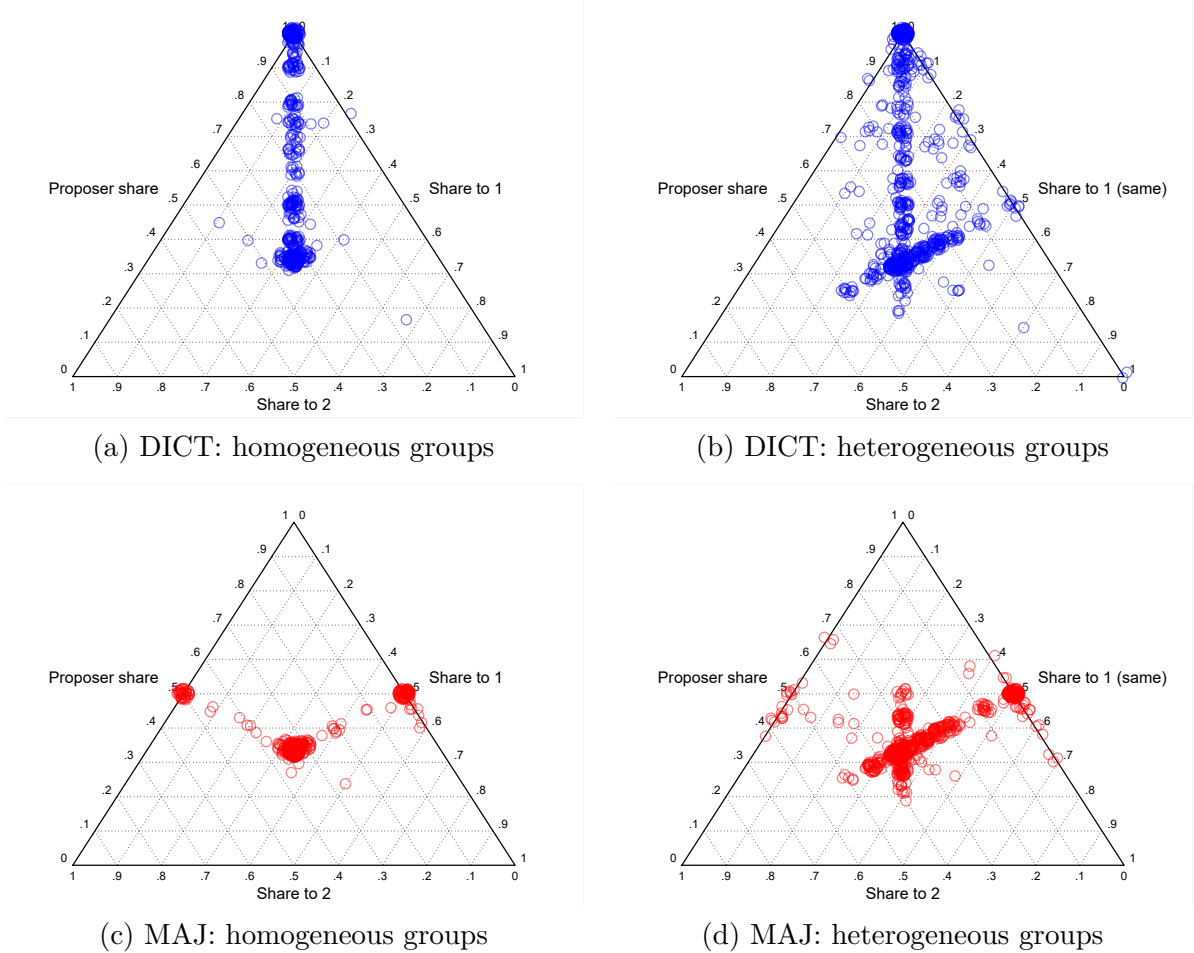 1 0
.9 .1
.8 .2
.7 .3
.6 .4
Proposer share .5 .5 Share to 1
.4 .6
.3 .7
.2 .8
.1 .9
0 1
1 .9 .8 .7 .6 .5 .4 .3 .2 .1 0
Share to 2
(a) DICT: homogeneous groups
0
.9 .1
.8 .2
.7 .3
.6 .4
Proposer share .5 .5 Share to 1 (same)
.4 .6
.3 .7
.2 .8
.1 .9
0 1
1 .9 .8 .7 .6 .5 .4 .3 .2 .1 0
Share to 2
(b) DICT: heterogeneous groups
1 0
.9 .1
.8 .2
.7 .3
.6 .4
Proposer share .5 .5 Share to 1
.4 .6
.3 .7
.2 .8
.1 .9
0 1
1 .9 .8 .7 .6 .5 .4 .3 .2 .1 0
Share to 2
(c) MAJ: homogeneous groups
1 0
.9 .1
.8 .2
.7 .3
.6 .4
Proposer share .5 .5 Share to 1 (same)
.4 .6
.3 .7
.2 .8
.1 .9
0 1
1 .9 .8 .7 .6 .5 .4 .3 .2 .1 0
Share to 2
(d) MAJ: heterogeneous groups